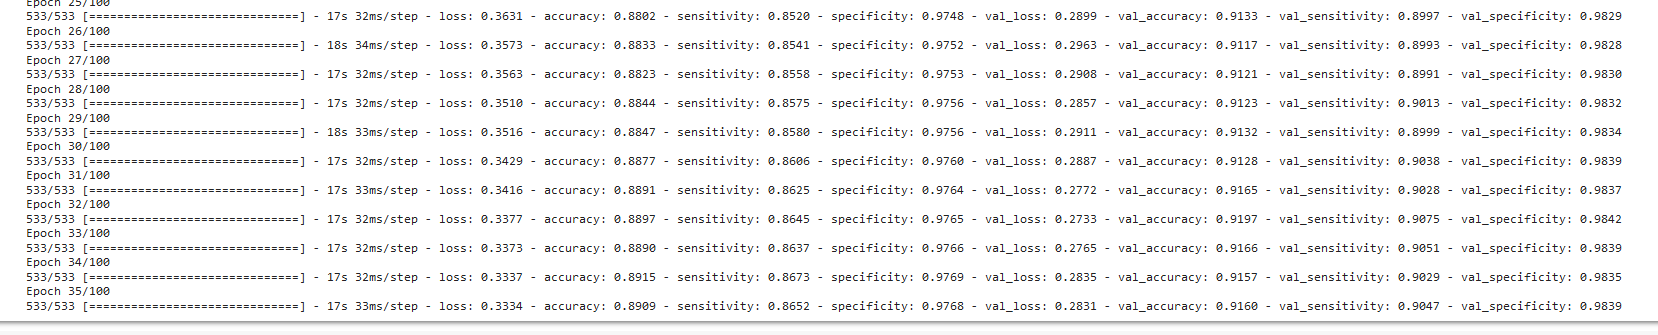 Epoch 25/100
533/533 [==============================] - 17s 32ms/step - loss: 0.3631 - accuracy: 0.8802 - sensitivity: 0.8520 - specificity: 0.9748 - val_loss: 0.2899 - val_accuracy: 0.9133 - val_sensitivity: 0.8997 - val_specificity: 0.9829
Epoch 26/100
533/533 [==============================] - 18s 34ms/step - loss: 0.3573 - accuracy: 0.8833 - sensitivity: 0.8541 - specificity: 0.9752 - val_loss: 0.2963 - val_accuracy: 0.9117 - val_sensitivity: 0.8993 - val_specificity: 0.9828
Epoch 27/100
533/533 [==============================] - 17s 32ms/step - loss: 0.3563 - accuracy: 0.8823 - sensitivity: 0.8558 - specificity: 0.9753 - val_loss: 0.2908 - val_accuracy: 0.9121 - val_sensitivity: 0.8991 - val_specificity: 0.9830
Epoch 28/100
533/533 [==============================] - 17s 32ms/step - loss: 0.3510 - accuracy: 0.8844 - sensitivity: 0.8575 - specificity: 0.9756 - val_loss: 0.2857 - val_accuracy: 0.9123 - val_sensitivity: 0.9013 - val_specificity: 0.9832
Epoch 29/100
533/533 [==============================] - 18s 33ms/step - loss: 0.3516 - accuracy: 0.8847 - sensitivity: 0.8580 - specificity: 0.9756 - val_loss: 0.2911 - val_accuracy: 0.9132 - val_sensitivity: 0.8999 - val_specificity: 0.9834
Epoch 30/100
533/533 [==============================] - 17s 32ms/step - loss: 0.3429 - accuracy: 0.8877 - sensitivity: 0.8606 - specificity: 0.9760 - val_loss: 0.2887 - val_accuracy: 0.9128 - val_sensitivity: 0.9038 - val_specificity: 0.9839
Epoch 31/100
533/533 [==============================] - 17s 33ms/step - loss: 0.3416 - accuracy: 0.8891 - sensitivity: 0.8625 - specificity: 0.9764 - val_loss: 0.2772 - val_accuracy: 0.9165 - val_sensitivity: 0.9028 - val_specificity: 0.9837
Epoch 32/100
533/533 [==============================] - 17s 32ms/step - loss: 0.3377 - accuracy: 0.8897 - sensitivity: 0.8645 - specificity: 0.9765 - val_loss: 0.2733 - val_accuracy: 0.9197 - val_sensitivity: 0.9075 - val_specificity: 0.9842
Epoch 33/100
533/533 [==============================] - 17s 32ms/step - loss: 0.3373 - accuracy: 0.8890 - sensitivity: 0.8637 - specificity: 0.9766 - val_loss: 0.2765 - val_accuracy: 0.9166 - val_sensitivity: 0.9051 - val_specificity: 0.9839
Epoch 34/100
533/533 [==============================] - 17s 32ms/step - loss: 0.3337 - accuracy: 0.8915 - sensitivity: 0.8673 - specificity: 0.9769 - val_loss: 0.2835 - val_accuracy: 0.9157 - val_sensitivity: 0.9029 - val_specificity: 0.9835
Epoch 35/100
533/533 [==============================] - 17s 33ms/step - loss: 0.3334 - accuracy: 0.8909 - sensitivity: 0.8652 - specificity: 0.9768 - val_loss: 0.2831 - val_accuracy: 0.9160 - val_sensitivity: 0.9047 - val_specificity: 0.9839